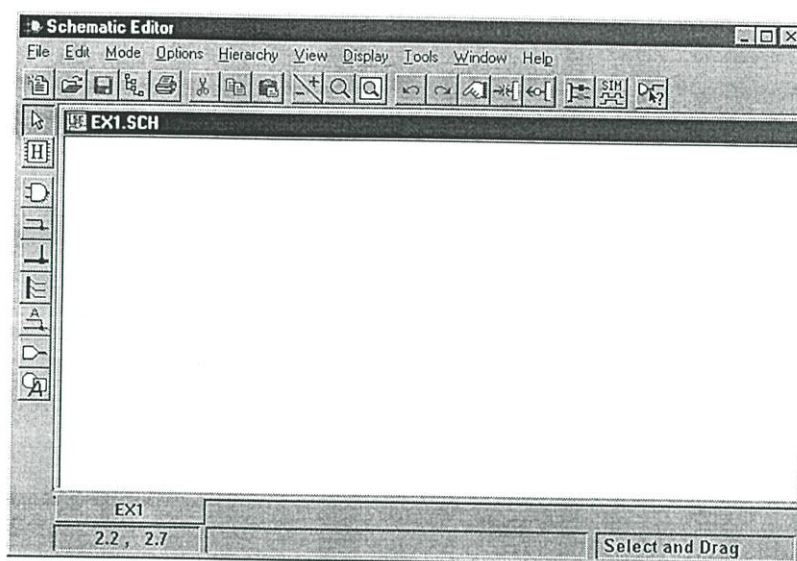 Schematic Editor
File Edit Mode Options Hierarchy View Display Tools Window Help
SIM
?
EX1.SCH
H
A
A
EX1
2.2 , 2.7
Select and Drag